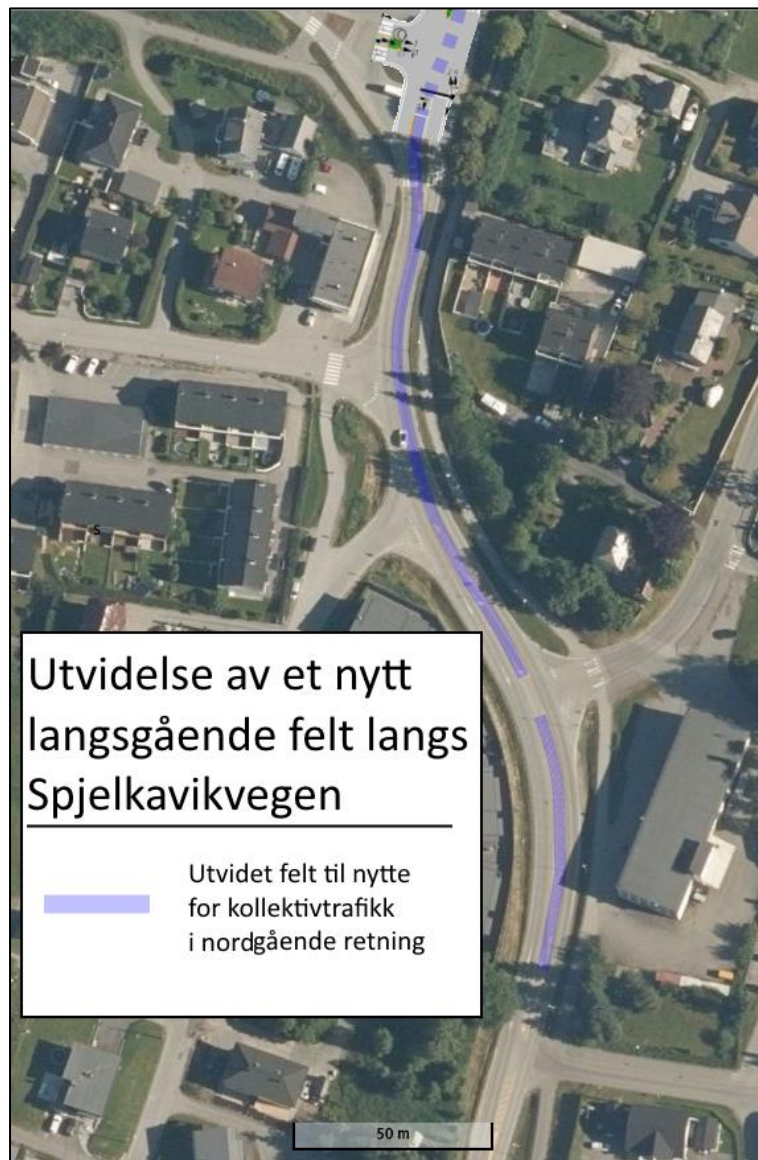 S
Utvidelse av et nytt
langsgående felt langs
Spjelkavikvegen
Utvidet felt til nytte
for kollektivtrafikk
i nordgående retning
50 m